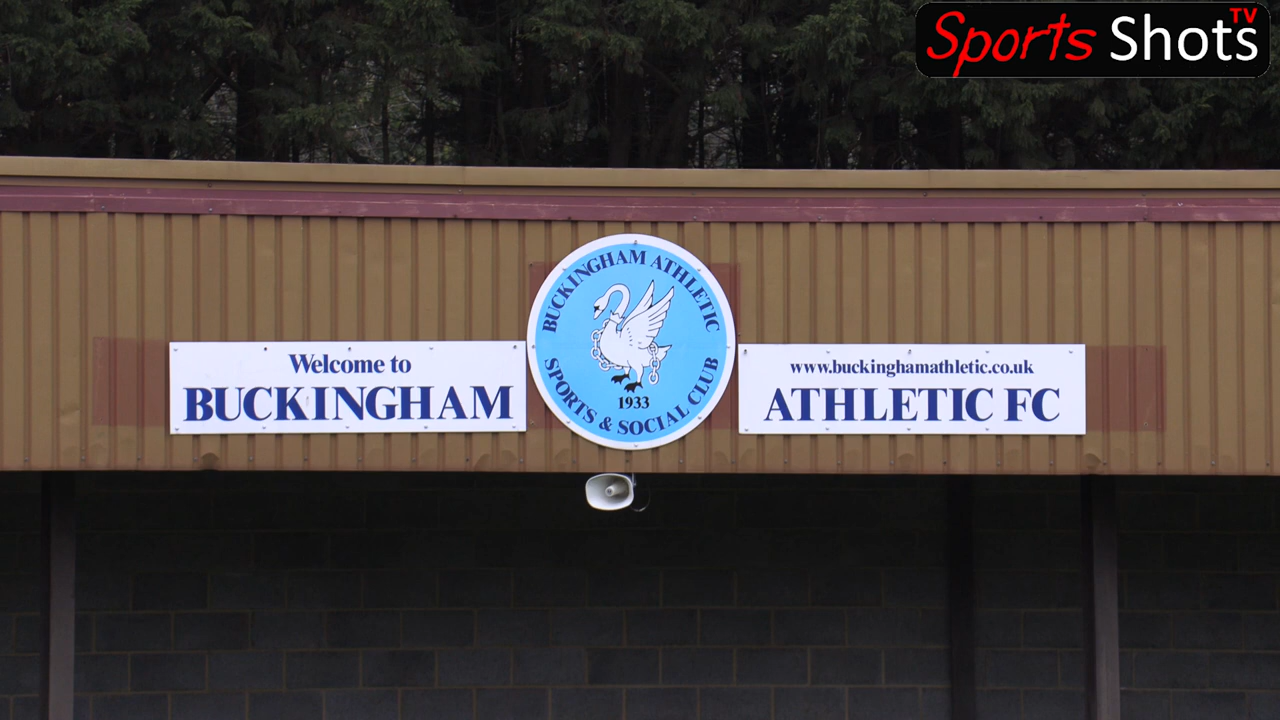 Sports Shots TV
Welcome to
BUCKINGHAM
BUCKINGHAM ATHLETIC
SPORTS & SOCIAL CLUB
1933
www.buckinghamathletic.co.uk
ATHLETIC FC